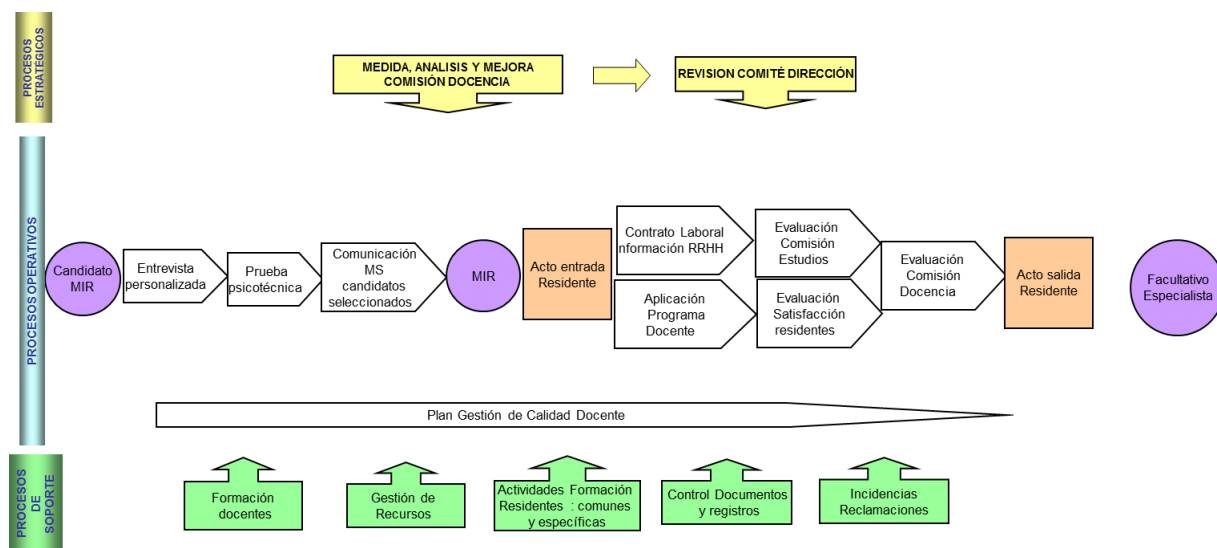 PROCESOS
ESTRATÉGICOS
MEDIDA, ANALISIS Y MEJORA
COMISIÓN DOCENCIA
REVISION COMITÉ DIRECCIÓN
PROCESOS OPERATIVOS
Candidato
MIR
Entrevista
personalizada
Prueba
psicotécnica
Comunicación
MS
candidatos
seleccionados
MIR
Acto entrada
Residente
Contrato Laboral
nformación RRHH
Aplicación
Programa
Docente
Evaluación
Comisión
Estudios
Evaluación
Satisfacción
residentes
Evaluación
Comisión
Docencia
Acto salida
Residente
Facultativo
Especialista
Plan Gestión de Calidad Docente
PROCESOS
DE
SOPORTE
Formación
docentes
Gestión de
Recursos
Actividades Formación
Residentes : comunes
y específicas
Control Documentos
y registros
Incidencias
Reclamaciones